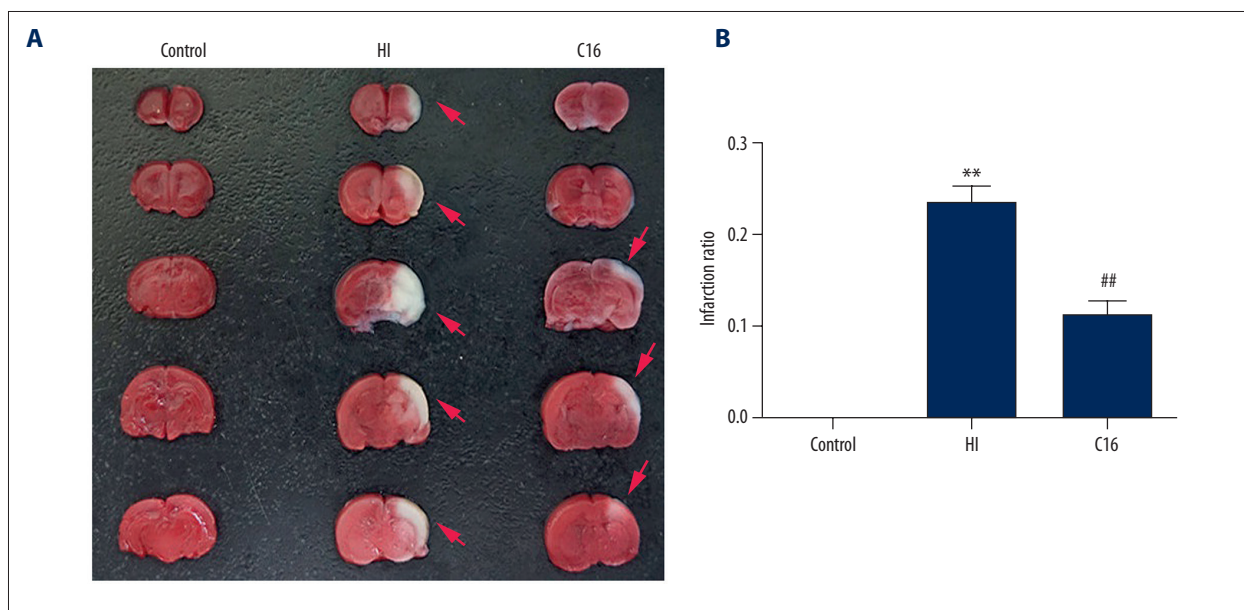 A
Control HI C16
B
0.3
0.2
0.1
0.0
Infarction ratio
**
##
Control HI C16